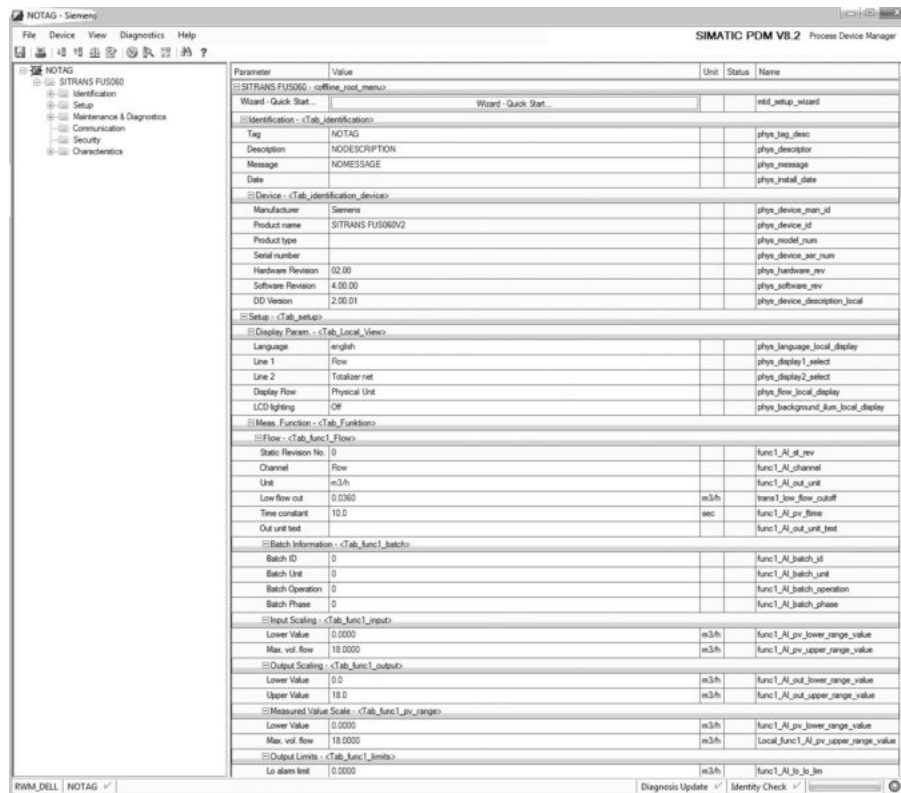 NOTAG - Siemens
File Device View Diagnostics Help
SIMATIC PDM V8.2 Process Device Manager
NOTAG
SITRANS FUS060
Identification
Setup
Maintenance & Diagnostics
Communication
Security
Characteristics
Parameter Value Unit Status Name
SITRANS FUS060 - <offline_root_menu>
Wizard - Quick Start... Wizard - Quick Start... mtd_setup_wizard
Identification - <Tab_identification>
Tag NOTAG phys_tag_desc
Description NODESCRIPTION phys_descriptor
Message NOMESSAGE phys_message
Date phys_install_date
Device - <Tab_identification_device>
Manufacturer Siemens phys_device_man_id
Product name SITRANS FUS060V2 phys_device_id
Product type phys_model_num
Serial number phys_device_ser_num
Hardware Revision 02.00 phys_hardware_rev
Software Revision 4.00.00 phys_software_rev
DD Version 2.00.01 phys_device_description_local
Setup - <Tab_setup>
Display Param. - <Tab_Local_View>
Language english phys_language_local_display
Line 1 Flow phys_display1_select
Line 2 Totalizer net phys_display2_select
Display Flow Physical Unit phys_flow_local_display
LCD lighting Off phys_background_ilum_local_display
Meas. Function - <Tab_Funktion>
Flow - <Tab_func1_Flow>
Static Revision No. 0 func1_AI_st_rev
Channel Flow func1_AI_channel
Unit m3/h func1_AI_out_unit
Low flow cut 0.0360 m3/h trans1_low_flow_cutoff
Time constant 10.0 sec func1_AI_pv_ftime
Out unit text func1_AI_out_unit_text
Batch Information - <Tab_func1_batch>
Batch ID 0 func1_AI_batch_id
Batch Unit 0 func1_AI_batch_unit
Batch Operation 0 func1_AI_batch_operation
Batch Phase 0 func1_AI_batch_phase
Input Scaling - <Tab_func1_input>
Lower Value 0.0000 m3/h func1_AI_pv_lower_range_value
Max. vol. flow 18.0000 m3/h func1_AI_pv_upper_range_value
Output Scaling - <Tab_func1_output>
Lower Value 0.0 m3/h func1_AI_out_lower_range_value
Upper Value 18.0 m3/h func1_AI_out_upper_range_value
Measured Value Scale - <Tab_func1_pv_range>
Lower Value 0.0000 m3/h func1_AI_pv_lower_range_value
Max. vol. flow 18.0000 m3/h Local_func1_AI_pv_upper_range_value
Output Limits - <Tab_func1_limits>
Lo alarm limit 0.0000 m3/h func1_AI_lo_lo_lim
RWM_DELL NOTAG Diagnosis Update Identity Check